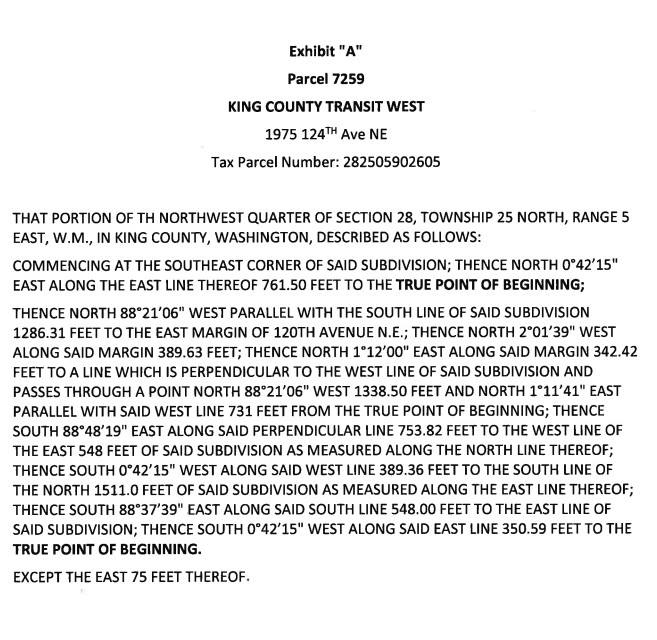 Exhibit "A"
Parcel 7259
KING COUNTY TRANSIT WEST
1975 124TH Ave NE
Tax Parcel Number: 282505902605
THAT PORTION OF TH NORTHWEST QUARTER OF SECTION 28, TOWNSHIP 25 NORTH, RANGE 5
EAST, W.M., IN KING COUNTY, WASHINGTON, DESCRIBED AS FOLLOWS:
COMMENCING AT THE SOUTHEAST CORNER OF SAID SUBDIVISION; THENCE NORTH 0°42'15"
EAST ALONG THE EAST LINE THEREOF 761.50 FEET TO THE TRUE POINT OF BEGINNING;
THENCE NORTH 88°21'06" WEST PARALLEL WITH THE SOUTH LINE OF SAID SUBDIVISION
1286.31 FEET TO THE EAST MARGIN OF 120TH AVENUE N.E.; THENCE NORTH 2°01'39" WEST
ALONG SAID MARGIN 389.63 FEET; THENCE NORTH 1°12'00" EAST ALONG SAID MARGIN 342.42
FEET TO A LINE WHICH IS PERPENDICULAR TO THE WEST LINE OF SAID SUBDIVISION AND
PASSES THROUGH A POINT NORTH 88°21'06" WEST 1338.50 FEET AND NORTH 1°11'41" EAST
PARALLEL WITH SAID WEST LINE 731 FEET FROM THE TRUE POINT OF BEGINNING; THENCE
SOUTH 88°48'19" EAST ALONG SAID PERPENDICULAR LINE 753.82 FEET TO THE WEST LINE OF
THE EAST 548 FEET OF SAID SUBDIVISION AS MEASURED ALONG THE NORTH LINE THEREOF;
THENCE SOUTH 0°42'15" WEST ALONG SAID WEST LINE 389.36 FEET TO THE SOUTH LINE OF
THE NORTH 1511.0 FEET OF SAID SUBDIVISION AS MEASURED ALONG THE EAST LINE THEREOF;
THENCE SOUTH 88°37'39" EAST ALONG SAID SOUTH LINE 548.00 FEET TO THE EAST LINE OF
SAID SUBDIVISION; THENCE SOUTH 0°42'15" WEST ALONG SAID EAST LINE 350.59 FEET TO THE
TRUE POINT OF BEGINNING.
EXCEPT THE EAST 75 FEET THEREOF.